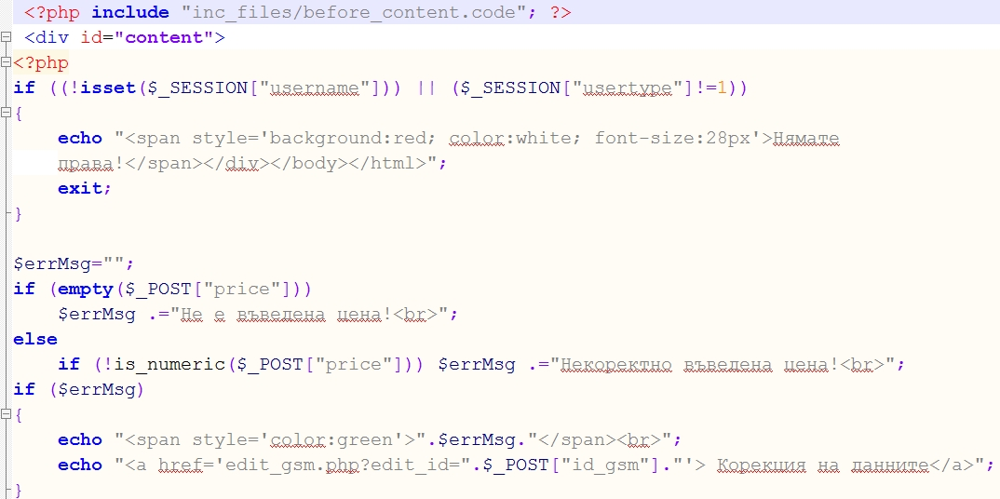 <?php include "inc_files/before_content.code"; ?>
<div id="content">
<?php
if ((!isset($_SESSION["username"])) || ($_SESSION["usertype"]!=1))
{
echo "<span style='background:red; color:white; font-size:28px'>Нямате
права!</span></div></body></html>";
exit;
}
$errMsg="";
if (empty($_POST["price"]))
$errMsg .="Не е въведена цена!<br>";
else
if (!is_numeric($_POST["price"])) $errMsg .="Некоректно въведена цена!<br>";
if ($errMsg)
{
echo "<span style='color:green'>".$errMsg."</span><br>";
echo "<a href='edit_gsm.php?edit_id=".$_POST["id_gsm"]."'> Корекция на данните</a>";
}